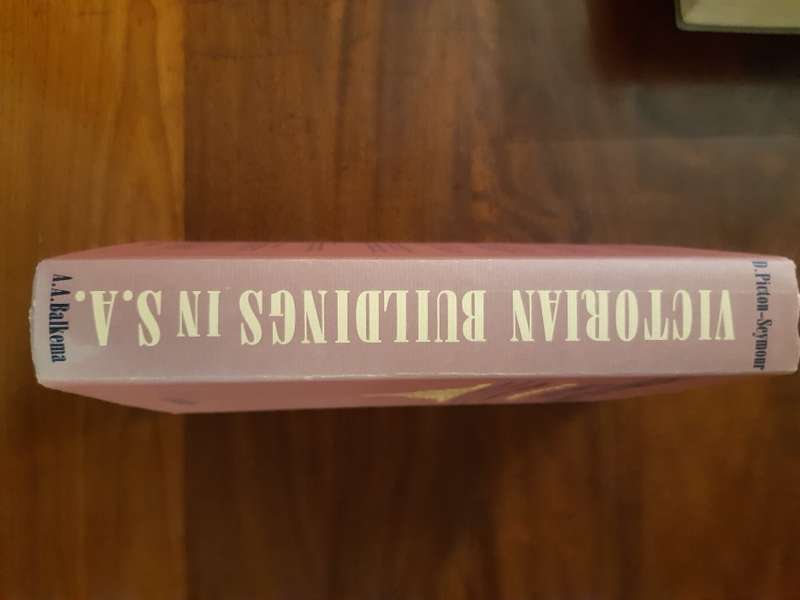 D. Picton-Seymour
VICTORIAN BUILDINGS IN S.A.
A.A.Balkema